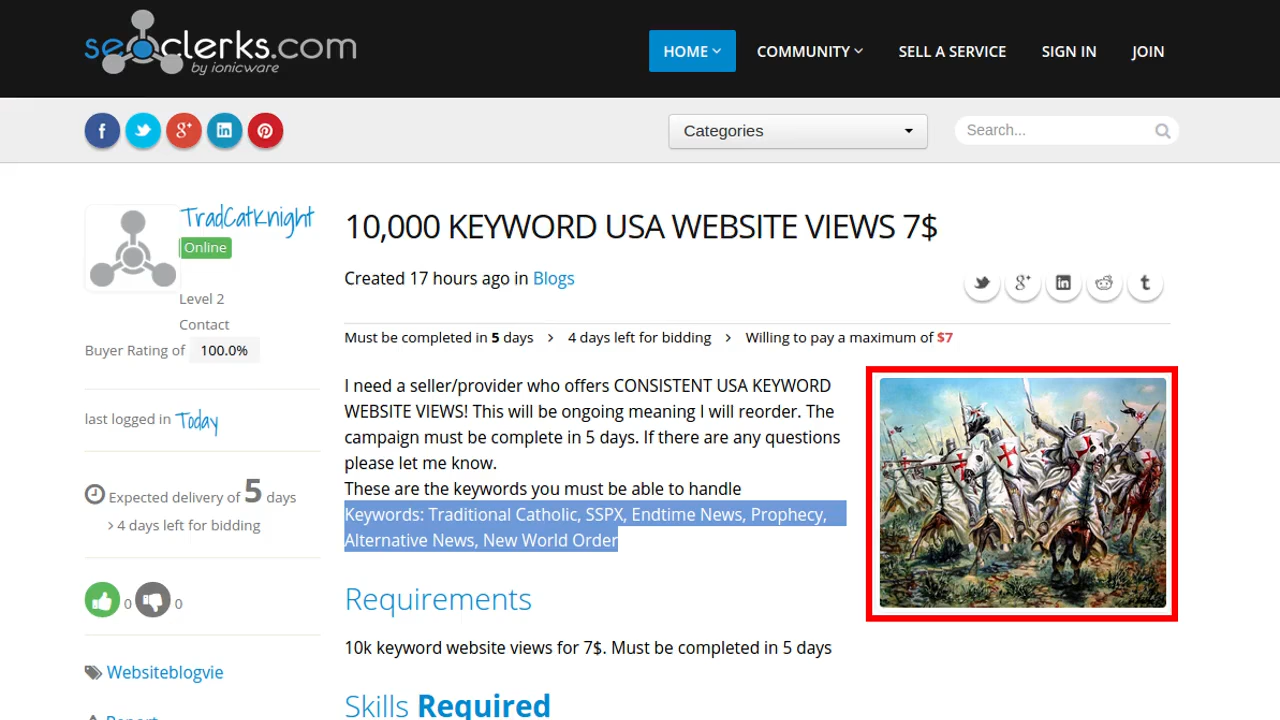 seoclerks.com
by ionicware
HOME
COMMUNITY
SELL A SERVICE
SIGN IN
JOIN
Categories
Search...
TradCatKnight
Online
Level 2
Contact
Buyer Rating of 100.0%
last logged in Today
Expected delivery of 5 days
4 days left for bidding
0
0
Websiteblogvie
Report
10,000 KEYWORD USA WEBSITE VIEWS 7$
Created 17 hours ago in Blogs
Must be completed in 5 days > 4 days left for bidding > Willing to pay a maximum of $7
I need a seller/provider who offers CONSISTENT USA KEYWORD
WEBSITE VIEWS! This will be ongoing meaning I will reorder. The
campaign must be complete in 5 days. If there are any questions
please let me know.
These are the keywords you must be able to handle
Keywords: Traditional Catholic, SSPX, Endtime News, Prophecy,
Alternative News, New World Order
Requirements
10k keyword website views for 7$. Must be completed in 5 days
Skills Required